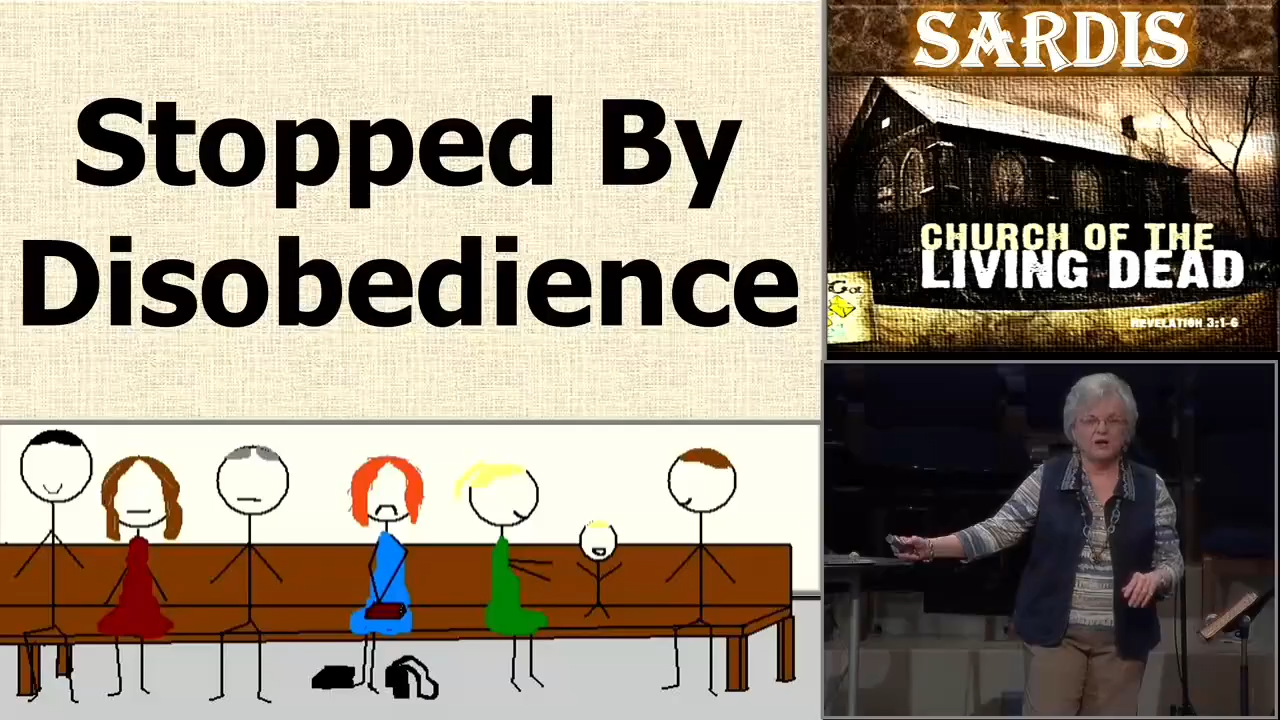 Stopped By
Disobedience
SARDIS
CHURCH OF THE
LIVING DEAD
REVELATION 3:1-6